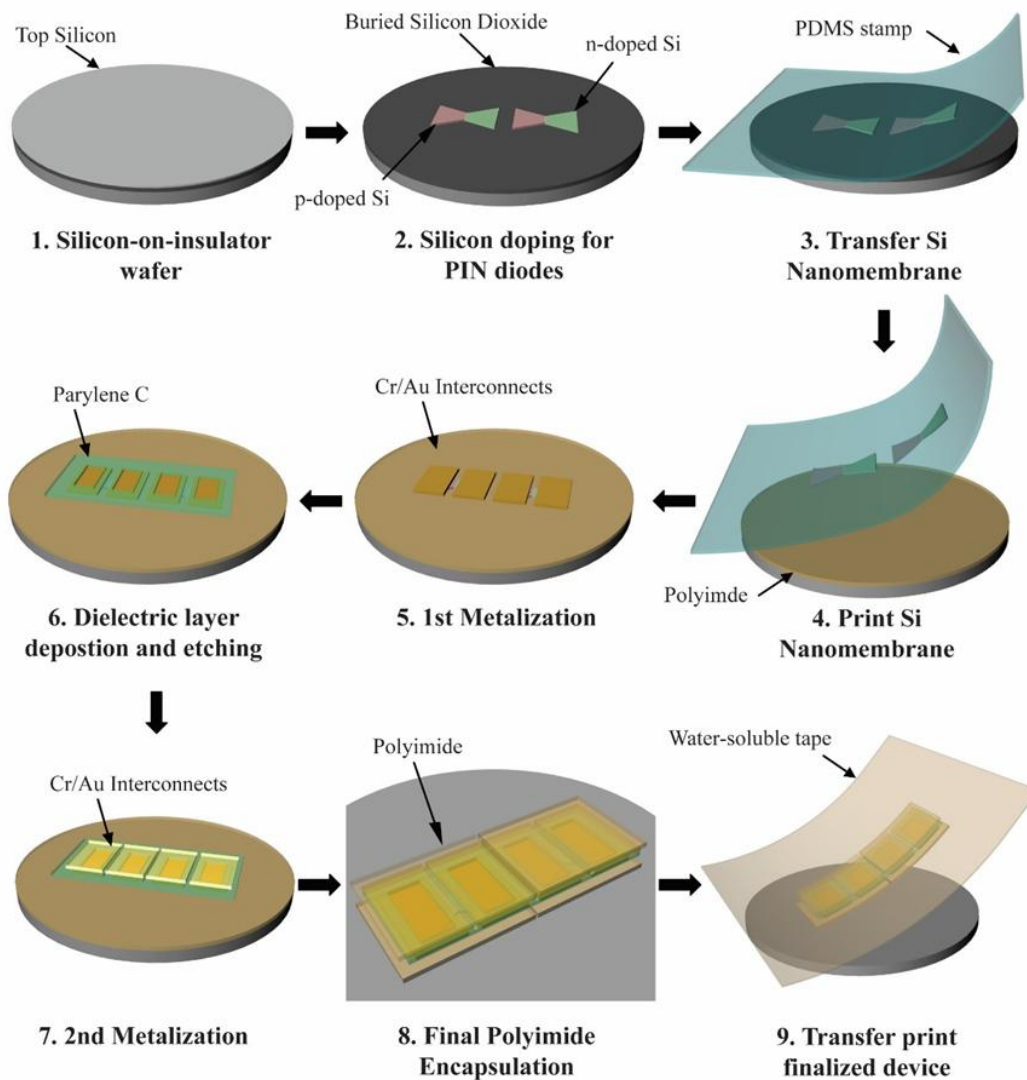 Top Silicon
1. Silicon-on-insulator
wafer
Buried Silicon Dioxide
n-doped Si
p-doped Si
2. Silicon doping for
PIN diodes
PDMS stamp
3. Transfer Si
Nanomembrane
Polyimde
4. Print Si
Nanomembrane
Cr/Au Interconnects
5. 1st Metalization
Parylene C
6. Dielectric layer
depostion and etching
Cr/Au Interconnects
7. 2nd Metalization
Polyimide
8. Final Polyimide
Encapsulation
Water-soluble tape
9. Transfer print
finalized device